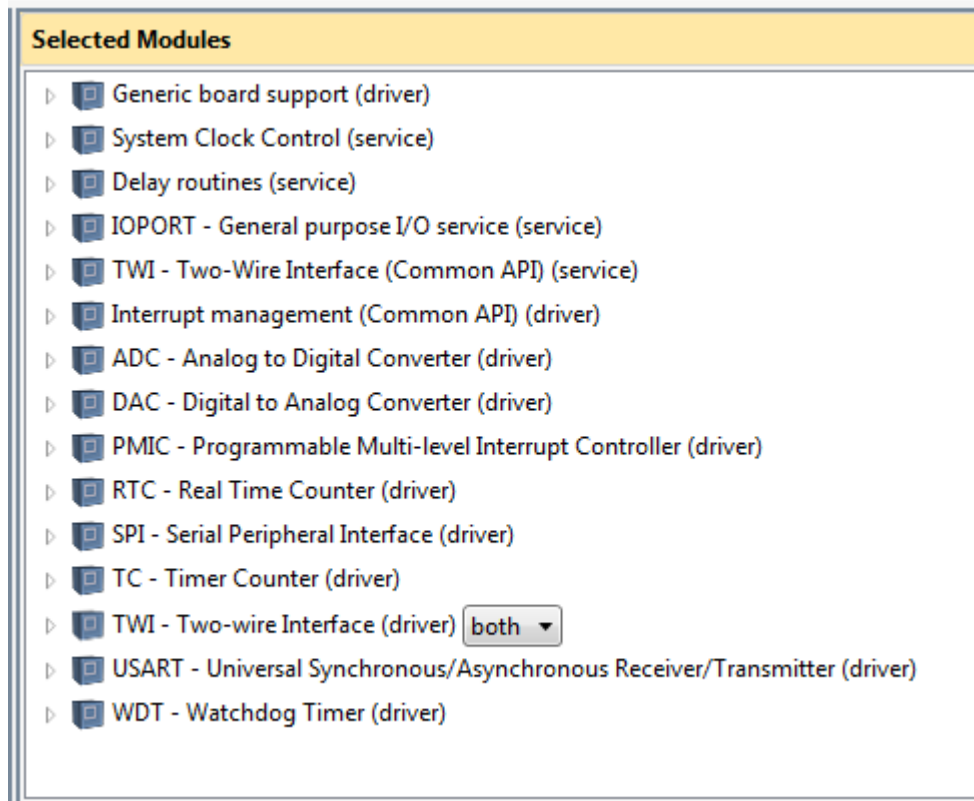 Selected Modules
Generic board support (driver)
System Clock Control (service)
Delay routines (service)
IOPORT - General purpose I/O service (service)
TWI - Two-Wire Interface (Common API) (service)
Interrupt management (Common API) (driver)
ADC - Analog to Digital Converter (driver)
DAC - Digital to Analog Converter (driver)
PMIC - Programmable Multi-level Interrupt Controller (driver)
RTC - Real Time Counter (driver)
SPI - Serial Peripheral Interface (driver)
TC - Timer Counter (driver)
TWI - Two-wire Interface (driver) both
USART - Universal Synchronous/Asynchronous Receiver/Transmitter (driver)
WDT - Watchdog Timer (driver)